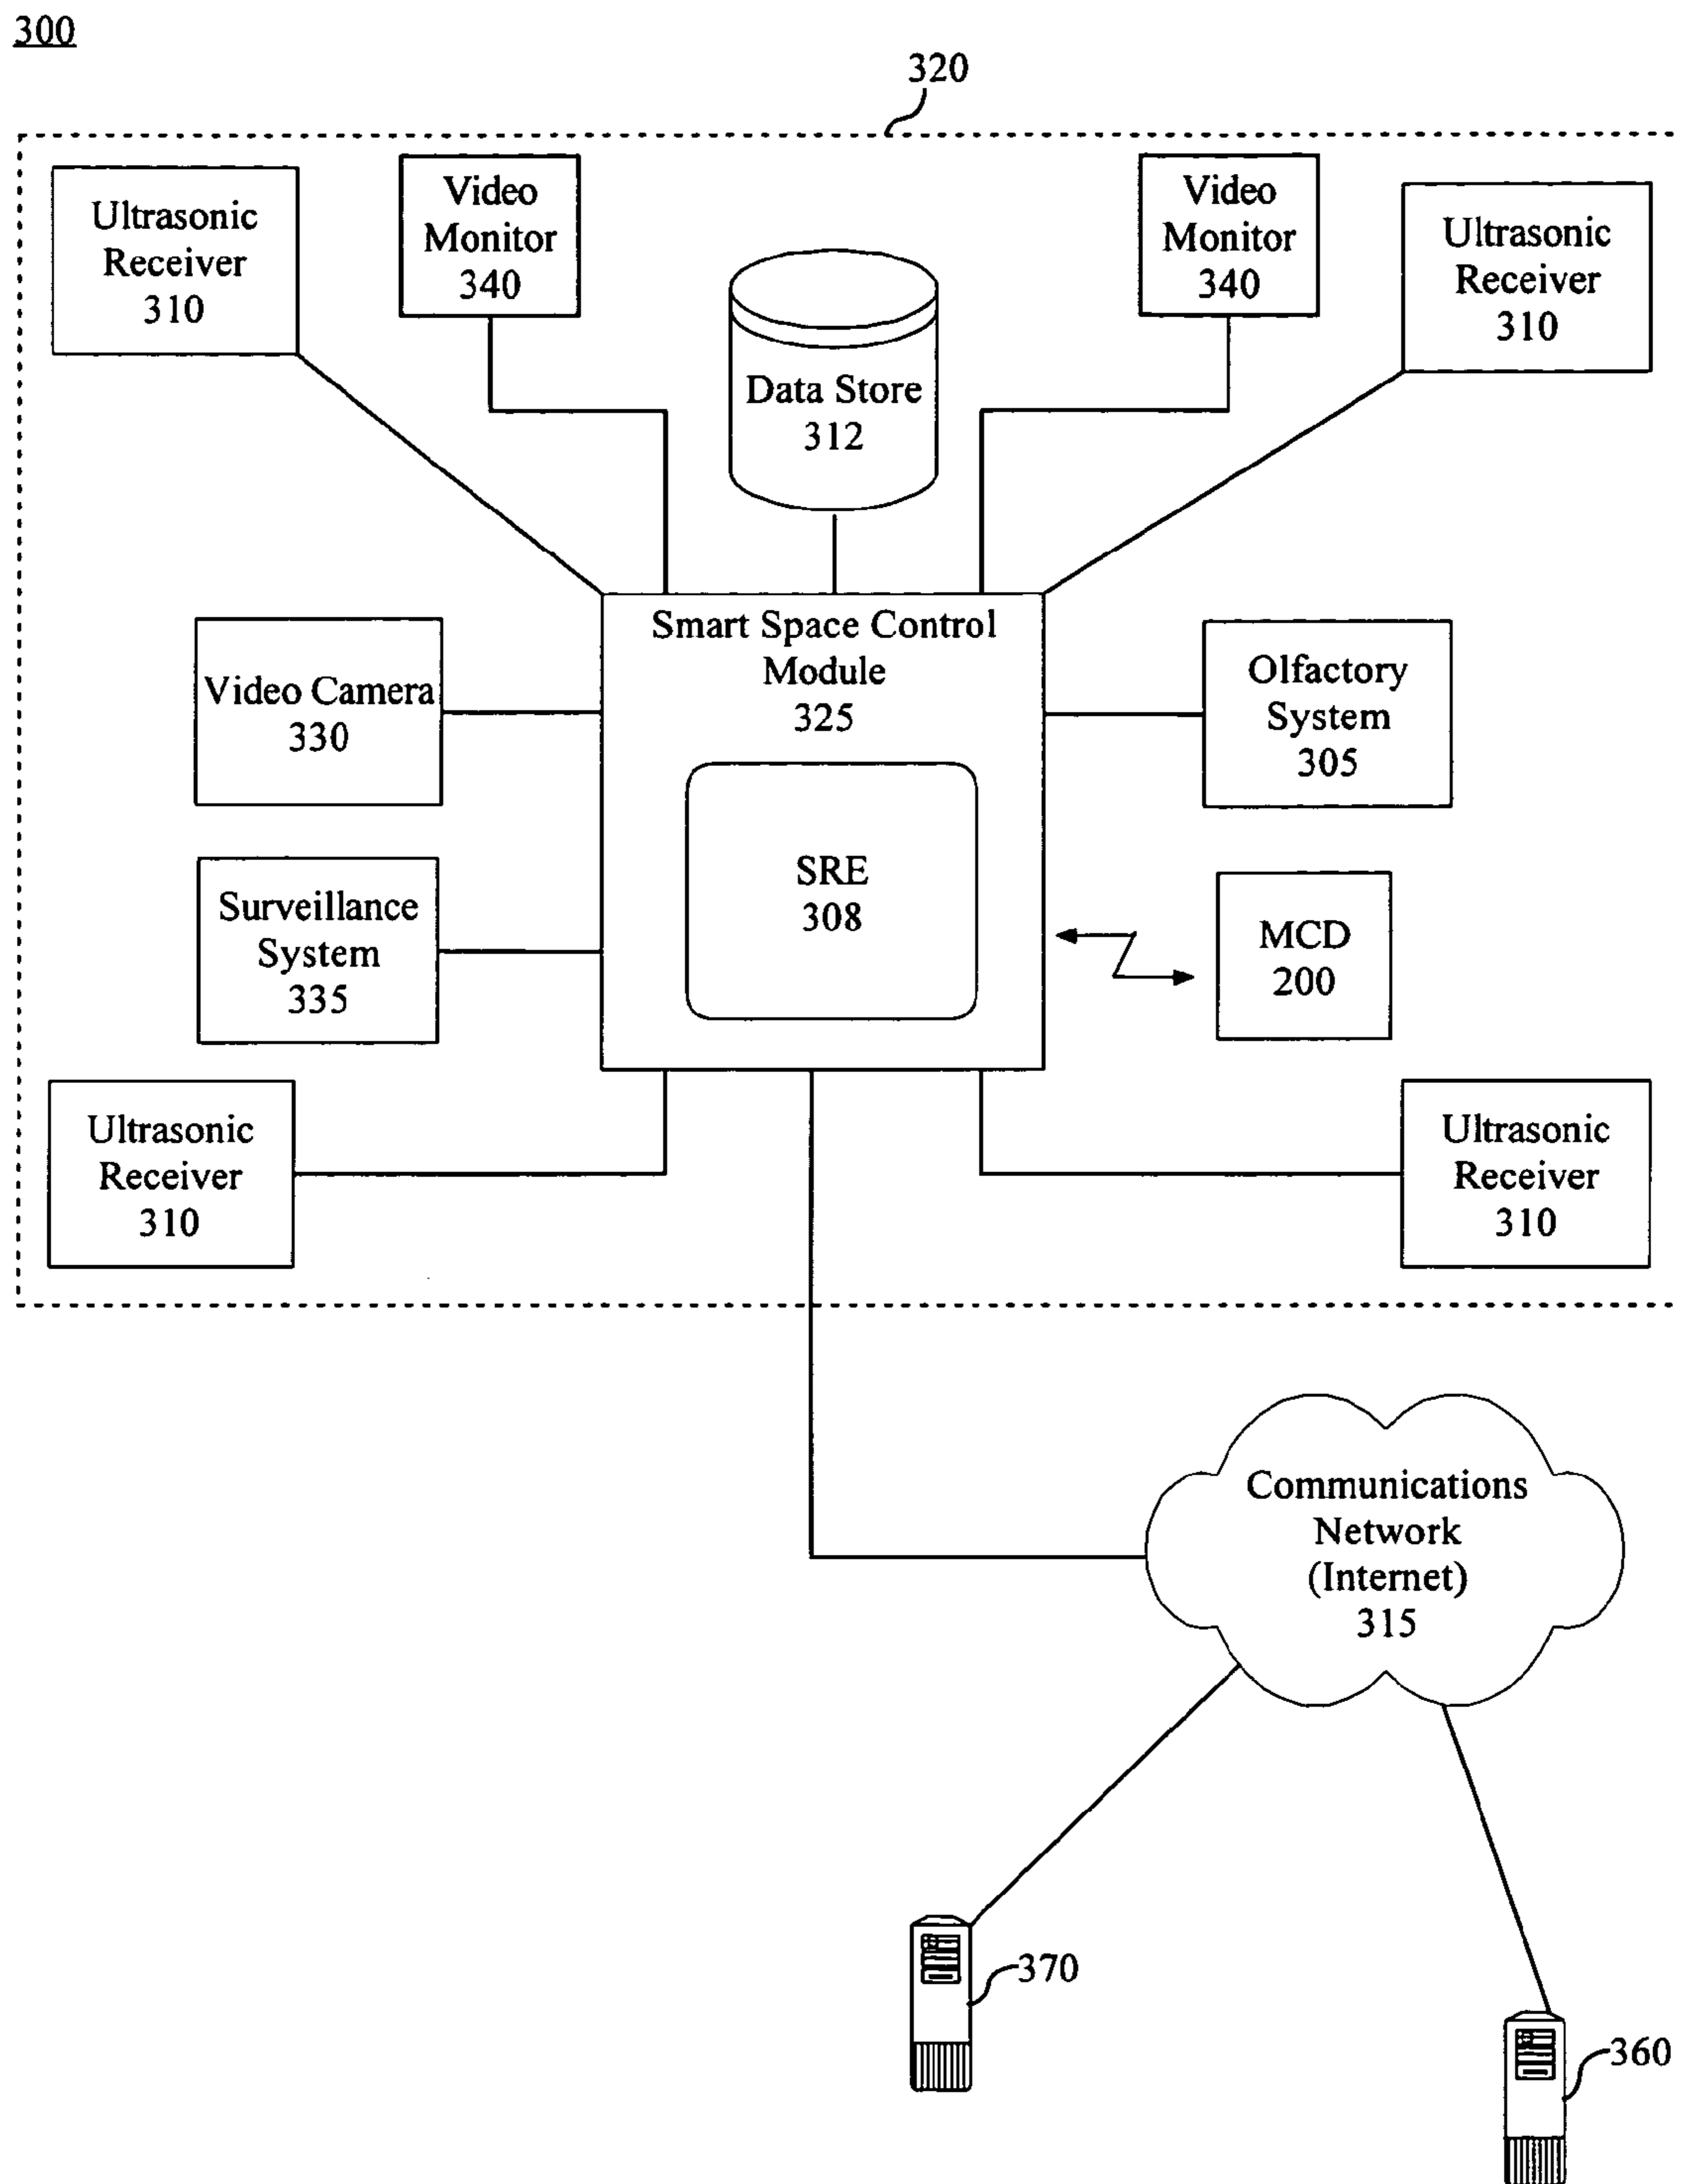 300
320
Ultrasonic
Receiver
310
Video
Monitor
340
Video
Monitor
340
Ultrasonic
Receiver
310
Data Store
312
Smart Space Control
Module
325
Video Camera
330
Olfactory
System
305
SRE
308
Surveillance
System
335
MCD
200
Ultrasonic
Receiver
310
Ultrasonic
Receiver
310
Communications
Network
(Internet)
315
370
360